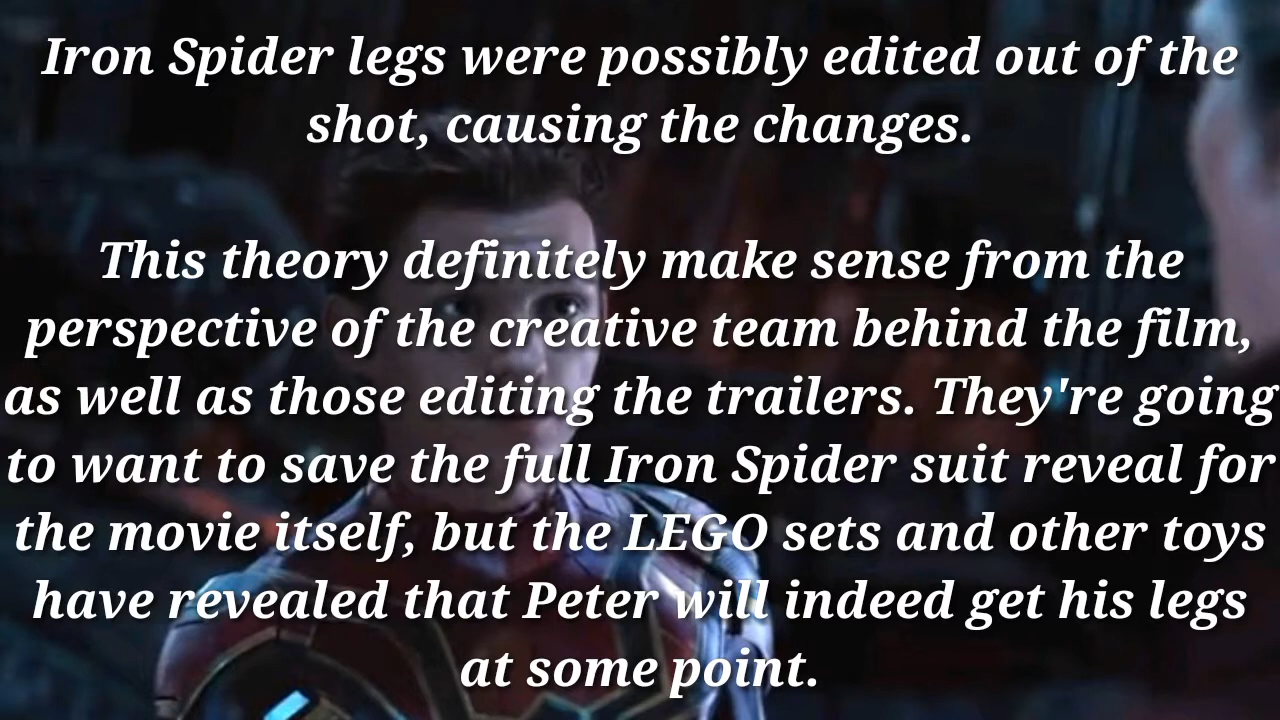 Iron Spider legs were possibly edited out of the
shot, causing the changes.
This theory definitely make sense from the
perspective of the creative team behind the film,
as well as those editing the trailers. They're going
to want to save the full Iron Spider suit reveal for
the movie itself, but the LEGO sets and other toys
have revealed that Peter will indeed get his legs
at some point.